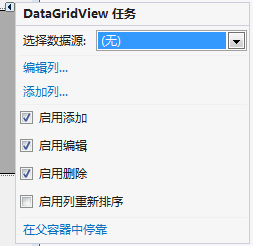 DataGridView 任务
选择数据源: (无)
编辑列...
添加列...
启用添加
启用编辑
启用删除
启用列重新排序
在父容器中停靠